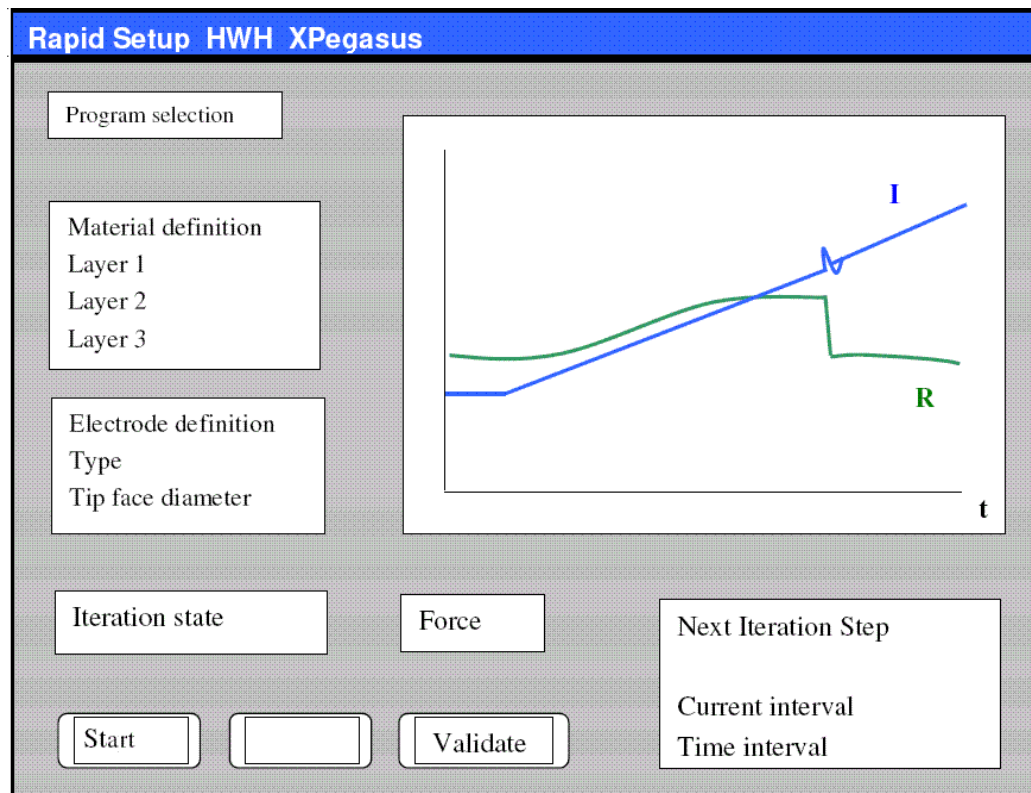 Rapid Setup HWH XPegasus
Program selection
Material definition
Layer 1
Layer 2
Layer 3
Electrode definition
Type
Tip face diameter
I
R
t
Iteration state
Force
Next Iteration Step
Current interval
Time interval
Start
Validate